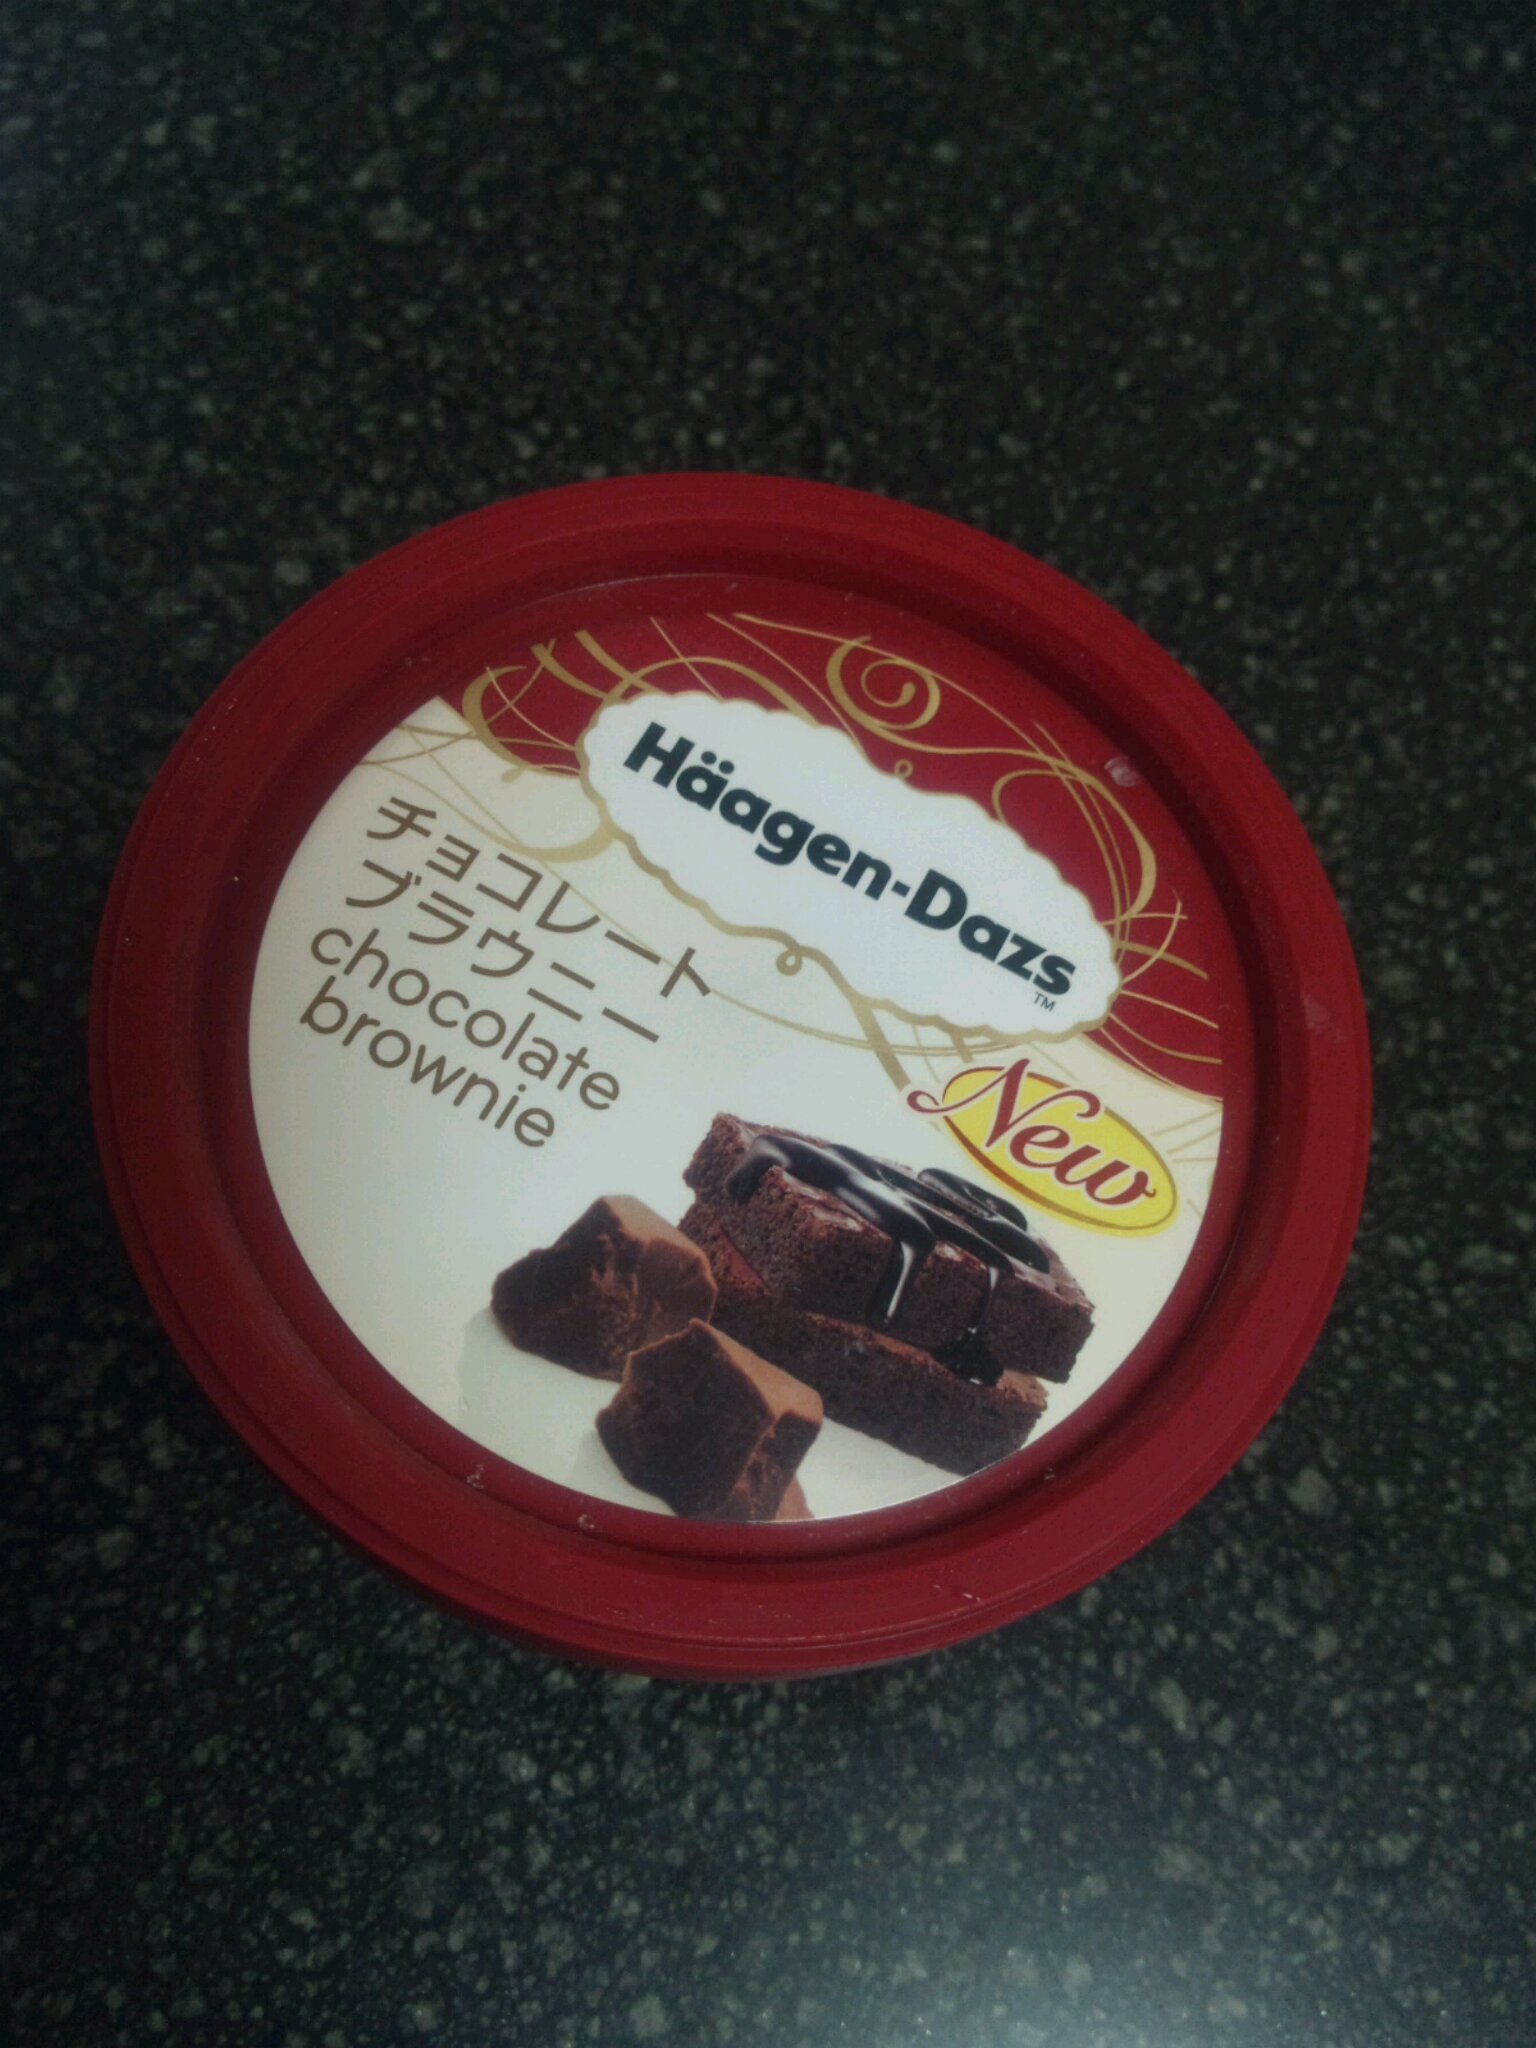 Häagen-Dazs
TM
チョコレート
ブラウニー
chocolate
brownie
New